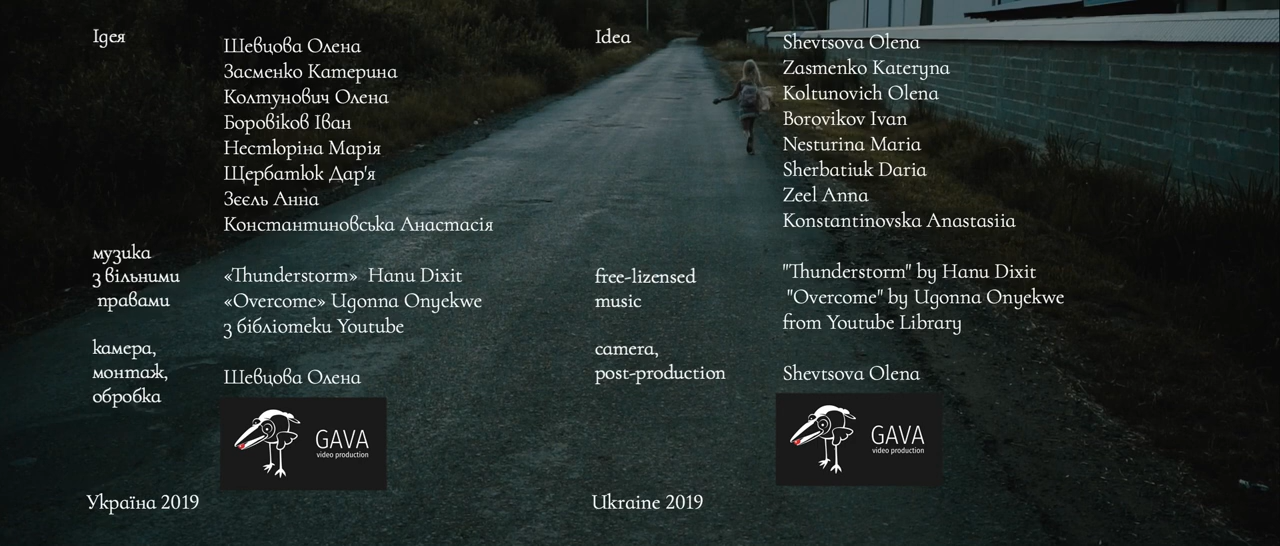 Ідея
Шевцова Олена
Засменко Катерина
Колтунович Олена
Боровіков Іван
Нестюріна Марія
Щербатюк Дар'я
Зєєль Анна
Константиновська Анастасія
музика
з вільними
правами
«Thunderstorm» Hanu Dixit
«Overcome» Ugonna Onyekwe
з бібліотеки Youtube
камера,
монтаж,
обробка
Шевцова Олена
GAVA
video production
Україна 2019
Idea
Shevtsova Olena
Zasmenko Kateryna
Koltunovich Olena
Borovikov Ivan
Nesturina Maria
Sherbatiuk Daria
Zeel Anna
Konstantinovska Anastasiia
free-lizensed
music
"Thunderstorm" by Hanu Dixit
"Overcome" by Ugonna Onyekwe
from Youtube Library
camera,
post-production
Shevtsova Olena
GAVA
video production
Ukraine 2019